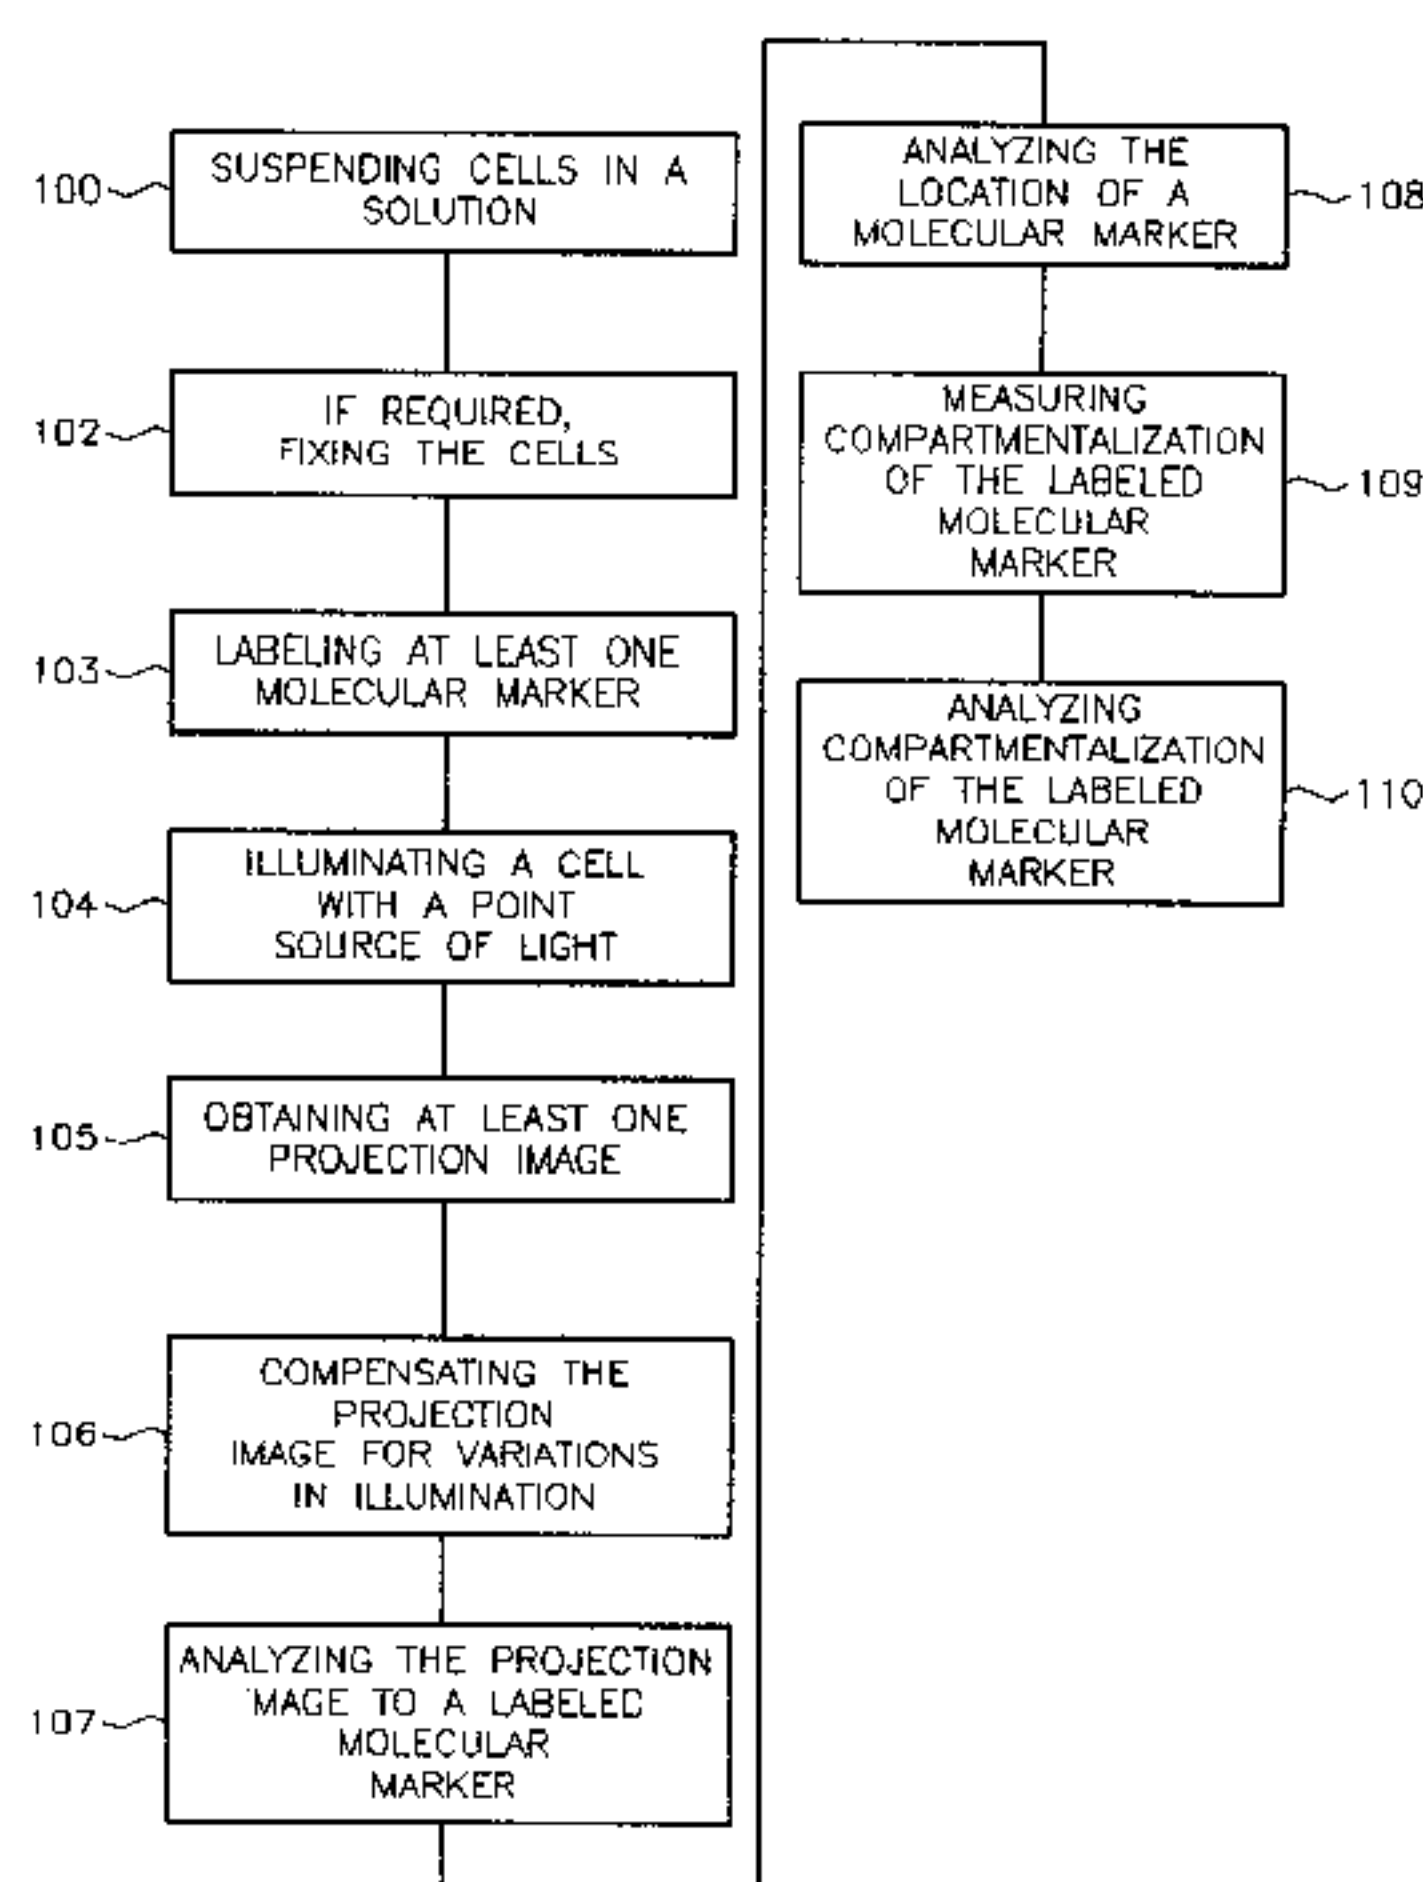 100
SUSPENDING CELLS IN A
SOLUTION
102
IF REQUIRED,
FIXING THE CELLS
103
LABELING AT LEAST ONE
MOLECULAR MARKER
104
ILLUMINATING A CELL
WITH A POINT
SOURCE OF LIGHT
105
OBTAINING AT LEAST ONE
PROJECTION IMAGE
106
COMPENSATING THE
PROJECTION
IMAGE FOR VARIATIONS
IN ILLUMINATION
107
ANALYZING THE PROJECTION
IMAGE TO A LABELED
MOLECULAR
MARKER
ANALYZING THE
LOCATION OF A
MOLECULAR MARKER
108
MEASURING
COMPARTMENTALIZATION
OF THE LABELED
MOLECULAR
MARKER
109
ANALYZING
COMPARTMENTALIZATION
OF THE LABELED
MOLECULAR
MARKER
110